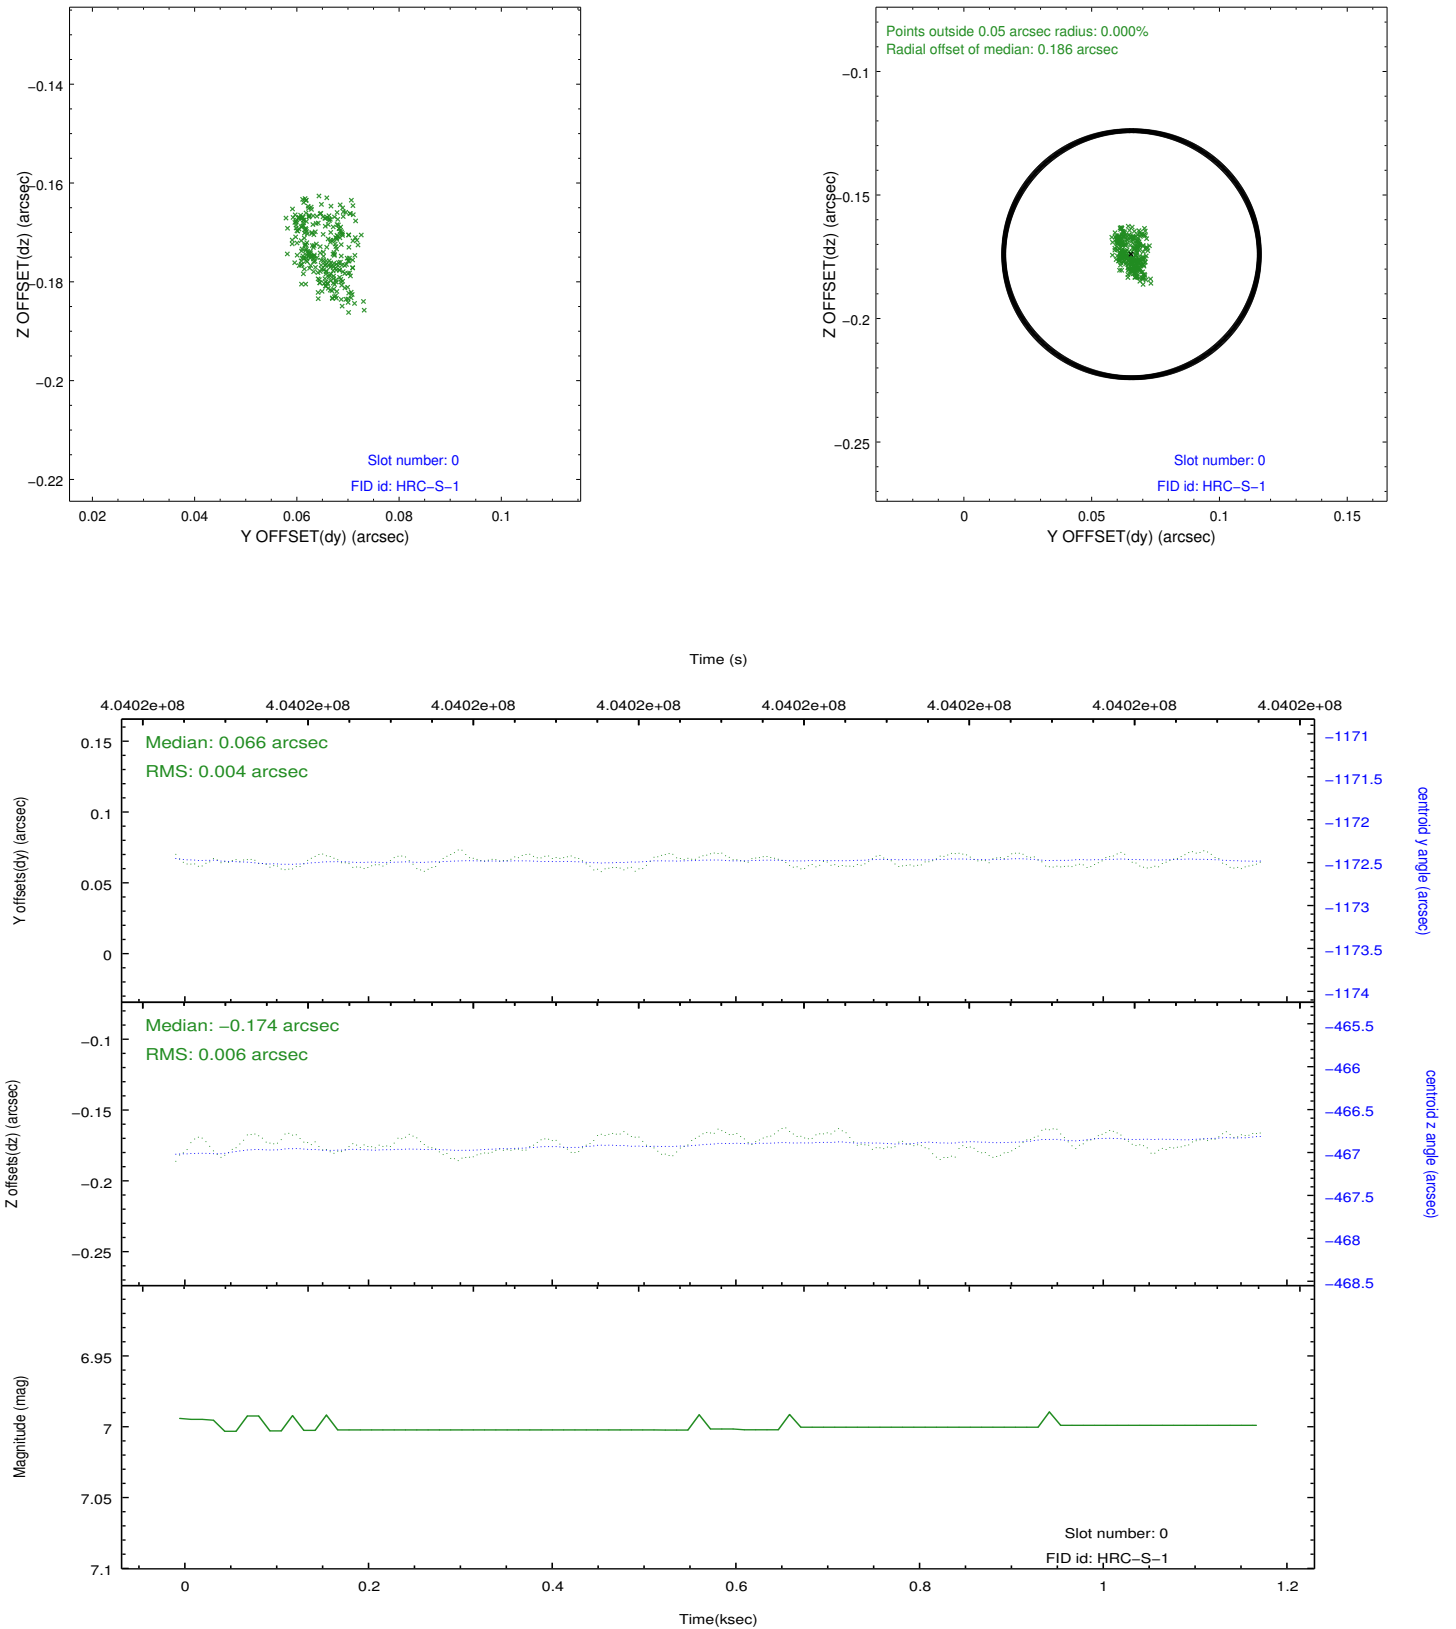 −0.14
−0.16
−0.18
−0.2
−0.22
Z OFFSET(dz) (arcsec)
Slot number: 0
FID id: HRC−S−1
0.02 0.04 0.06 0.08 0.1
Y OFFSET(dy) (arcsec)
Points outside 0.05 arcsec radius: 0.000%
Radial offset of median: 0.186 arcsec
−0.1
−0.15
−0.2
−0.25
Z OFFSET(dz) (arcsec)
Slot number: 0
FID id: HRC−S−1
0 0.05 0.1 0.15
Y OFFSET(dy) (arcsec)
Time (s)
4.0402e+08 4.0402e+08 4.0402e+08 4.0402e+08 4.0402e+08 4.0402e+08 4.0402e+08 4.0402e+08
Median: 0.066 arcsec
RMS: 0.004 arcsec
0.15
0.1
0.05
0
Y offsets(dy) (arcsec)
−1171
−1171.5
−1172
−1172.5
−1173
−1173.5
−1174
centroid y angle (arcsec)
Median: −0.174 arcsec
RMS: 0.006 arcsec
−0.1
−0.15
−0.2
−0.25
Z offsets(dz) (arcsec)
−465.5
−466
−466.5
−467
−467.5
−468
−468.5
centroid z angle (arcsec)
6.95
7
7.05
7.1
Magnitude (mag)
Slot number: 0
FID id: HRC−S−1
0 0.2 0.4 0.6 0.8 1 1.2
Time(ksec)